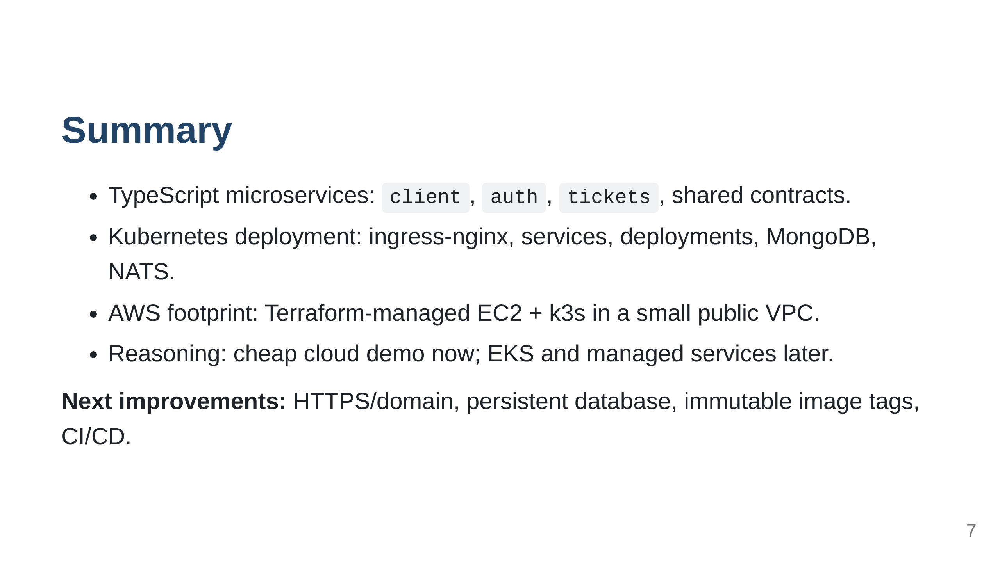 Summary
• TypeScript microservices: client, auth, tickets, shared contracts.
• Kubernetes deployment: ingress-nginx, services, deployments, MongoDB,
NATS.
• AWS footprint: Terraform-managed EC2 + k3s in a small public VPC.
• Reasoning: cheap cloud demo now; EKS and managed services later.
Next improvements: HTTPS/domain, persistent database, immutable image tags,
CI/CD.
7